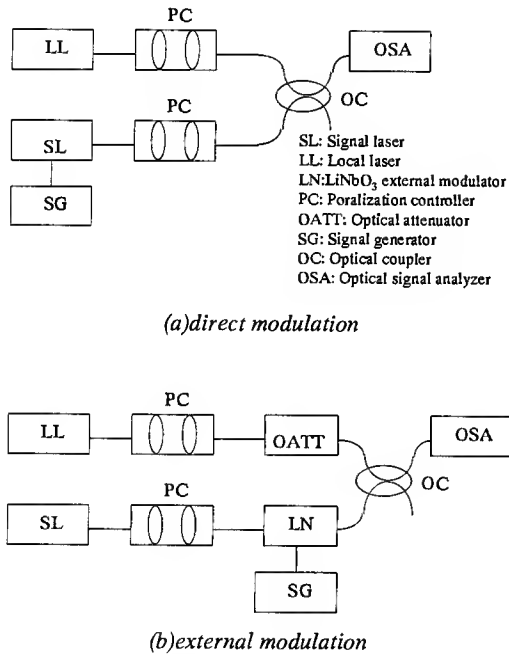 PC
LL
OSA
OC
PC
SL
SG
SL: Signal laser
LL: Local laser
LN:LiNbO₃ external modulator
PC: Poralization controller
OATT: Optical attenuator
SG: Signal generator
OC: Optical coupler
OSA: Optical signal analyzer
(a)direct modulation
PC
LL
OATT
OSA
OC
PC
SL
LN
SG
(b)external modulation